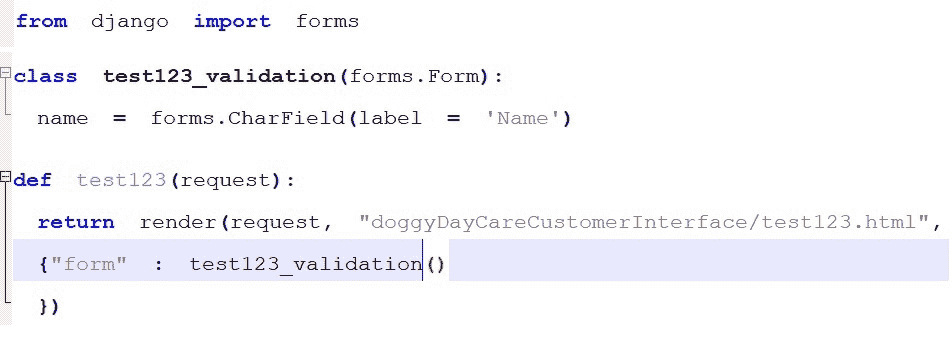 from django import forms
class test123_validation(forms.Form):
name = forms.CharField(label = 'Name')
def test123(request):
return render(request, "doggyDayCareCustomerInterface/test123.html",
{"form" : test123_validation()
})